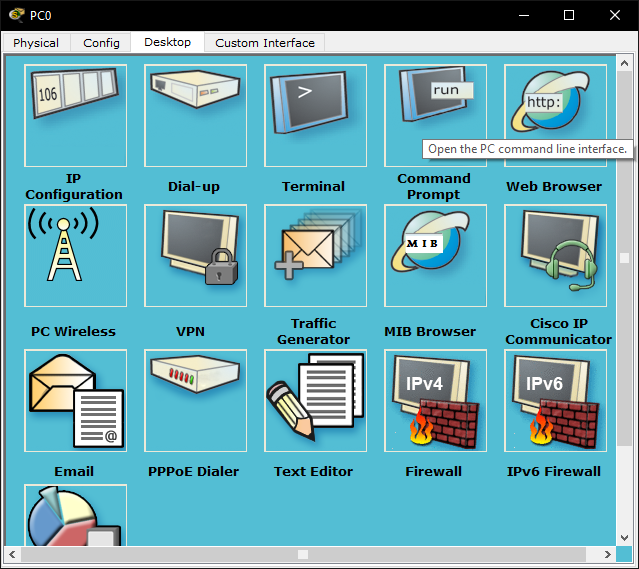 PC0
Physical Config Desktop Custom Interface
106
>
run
http:
Open the PC command line interface.
IP
Configuration
Dial-up
Terminal
Command
Prompt
Web Browser
MIB
PC Wireless
VPN
Traffic
Generator
MIB Browser
Cisco IP
Communicator
@
IPv4
IPv6
Email
PPPoE Dialer
Text Editor
Firewall
IPv6 Firewall